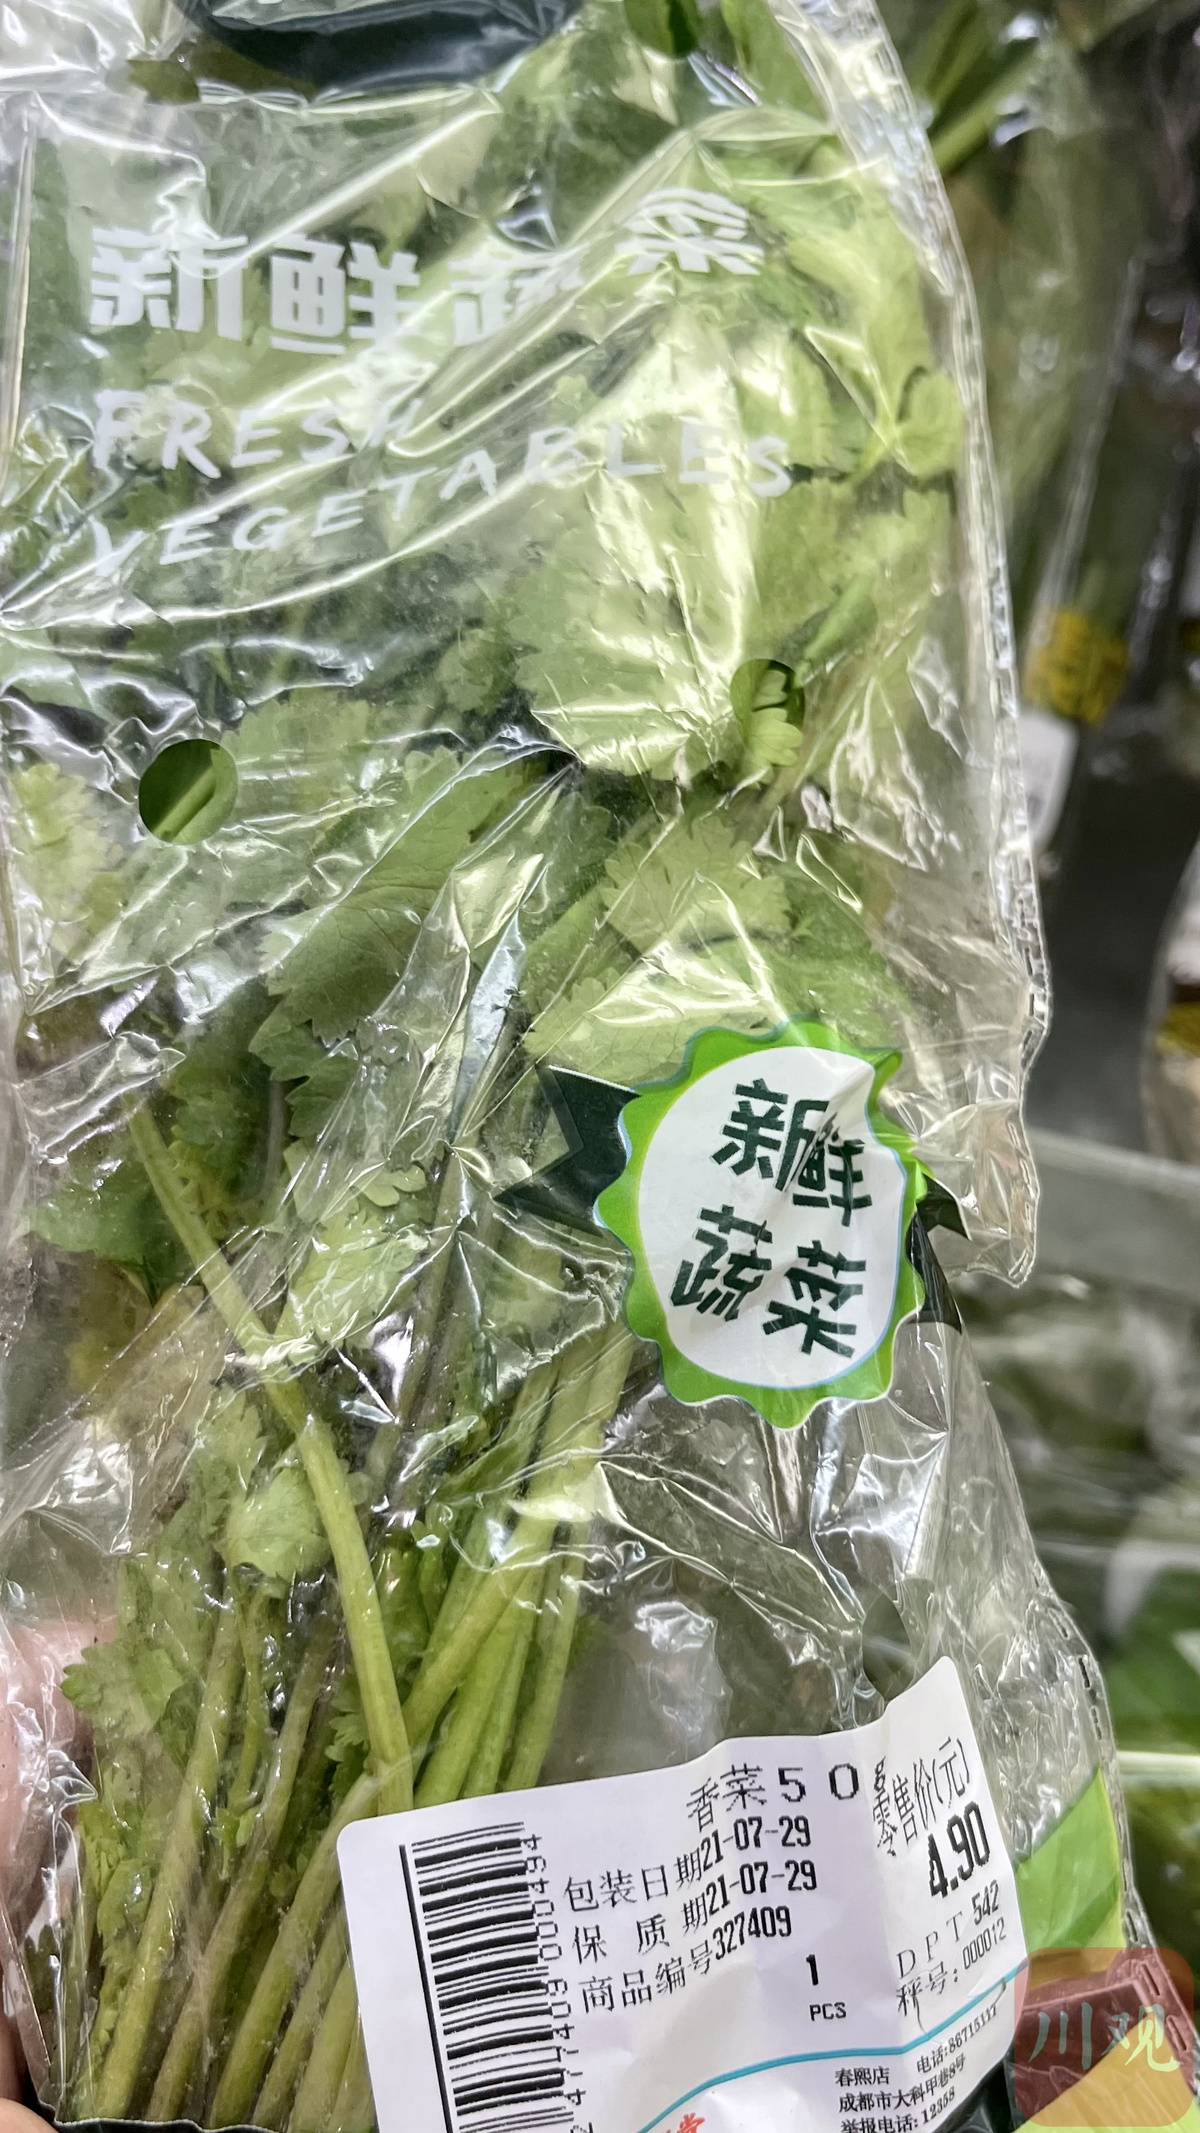 新鲜蔬菜
FRESH
VEGETABLES
新鲜
蔬菜
香菜50
零售价(元)
4.90
包装日期21-07-29
保 质 期21-07-29
商品编号327409
1
PCS
DPT 542
秤号: 000012
春熙店 电话:8671511
成都市大科甲巷8号
举报电话: 12358
川观